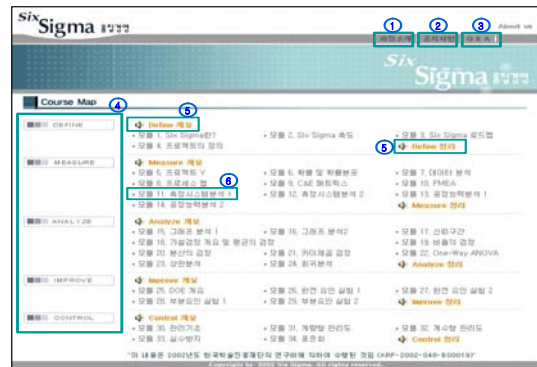 Six
Sigma 품질경영
① ② ③
About us
과정소개 공지사항 Q & A
Six
Sigma 품질경영
Course Map
④ ⑤
DEFINE
Define 개요
모듈 1. Six Sigma란? 모듈 2. Six Sigma 측도 모듈 3. Six Sigma 로드맵
모듈 4. 프로젝트의 정의 ⑤ Define 정리
MEASURE
Measure 개요
모듈 5. 프로젝트 Y 모듈 6. 확률 및 확률분포 모듈 7. 데이터 분석
모듈 8. 프로세스 맵 ⑥ 모듈 9. C&E 매트릭스 모듈 10. FMEA
모듈 11. 측정시스템분석 1 모듈 12. 측정시스템분석 2 모듈 13. 공정능력분석 1
모듈 14. 공정능력분석 2 Measure 정리
ANALYZE
Analyze 개요
모듈 15. 그래프 분석 1 모듈 16. 그래프 분석2 모듈 17. 신뢰구간
모듈 18. 가설검정 개요 및 평균의 검정 모듈 19. 비율의 검정
모듈 20. 분산의 검정 모듈 21. 카이제곱 검정 모듈 22. One-Way ANOVA
모듈 23. 상관분석 모듈 24. 회귀분석 Analyze 정리
IMPROVE
Improve 개요
모듈 25. DOE 개요 모듈 26. 완전 요인 실험 1 모듈 27. 완전 요인 실험 2
모듈 28. 부분요인 실험 1 모듈 29. 부분요인 실험 2 Improve 정리
CONTROL
Control 개요
모듈 30. 관리기초 모듈 31. 계량형 관리도 모듈 32. 계수형 관리도
모듈 33. 실수방지 모듈 34. 표준화 Control 정리
"이 내용은 2002년도 한국학술진흥재단의 연구비에 의하여 수행된 것임 (KRF-2002-048-B00019)"
Copyright by 2002 Six Sigma. All rights reserved.